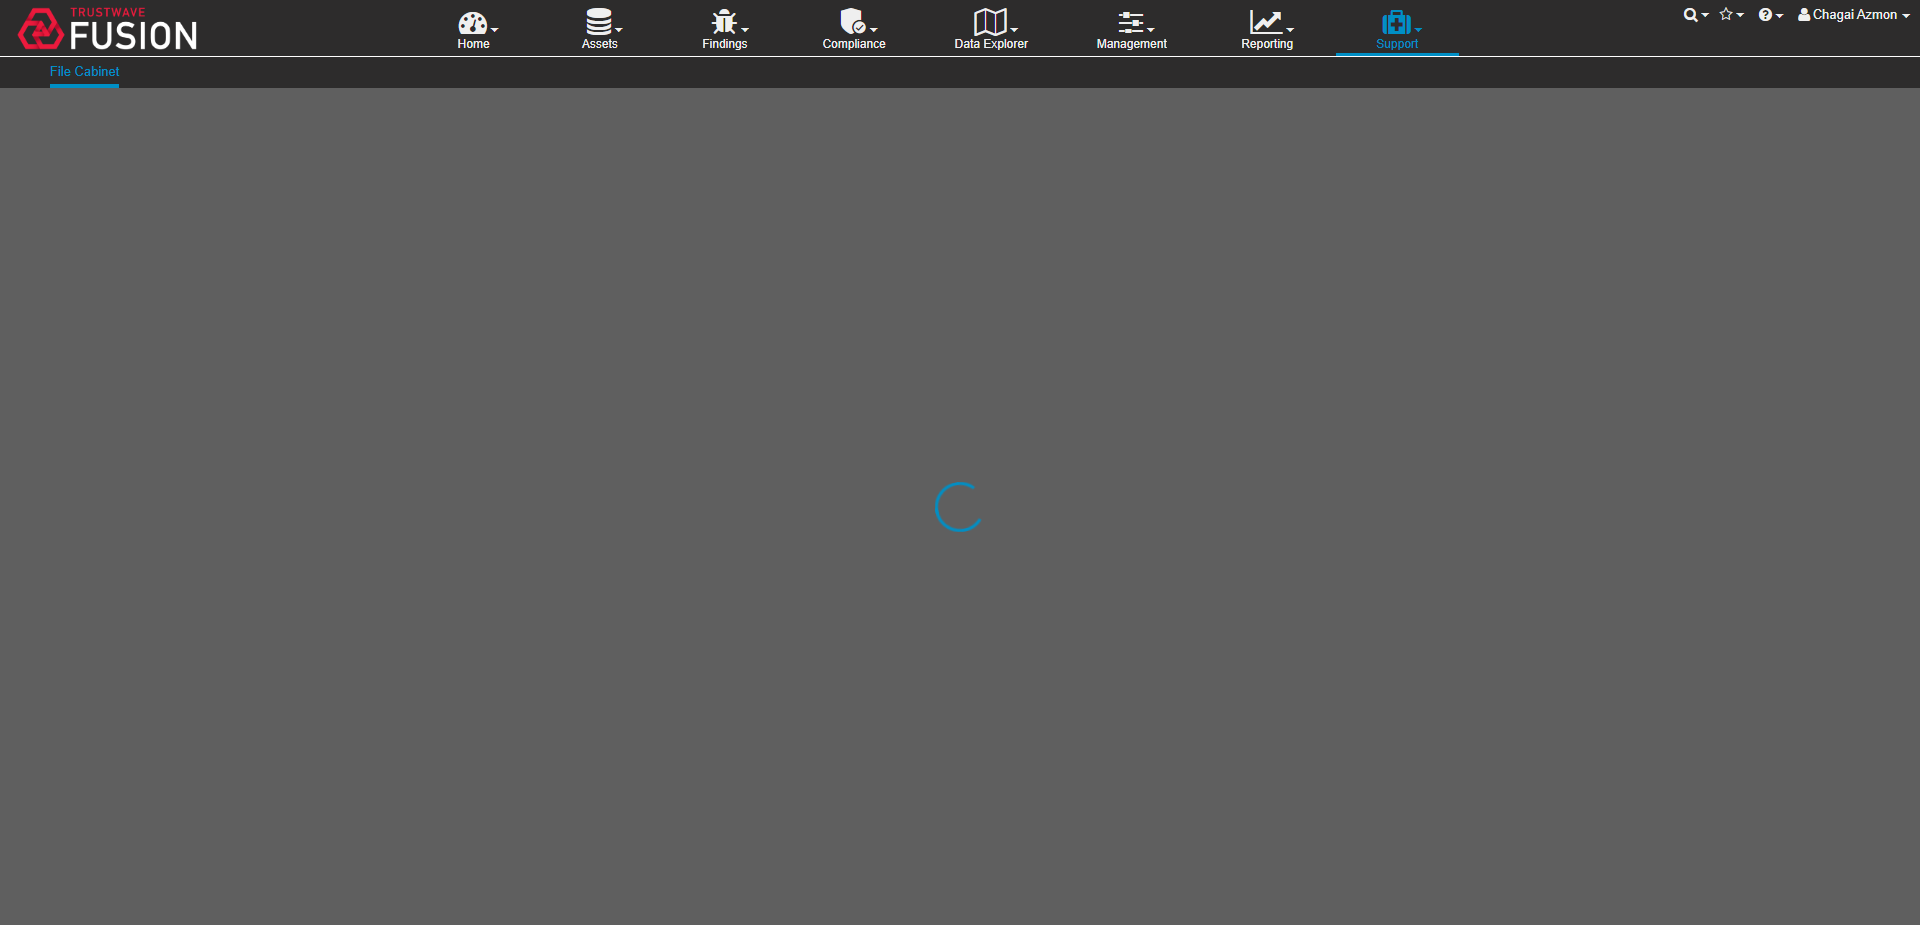 TRUSTWAVE
FUSION
Home
Assets
Findings
Compliance
Data Explorer
Management
Reporting
Support
Chagai Azmon
File Cabinet